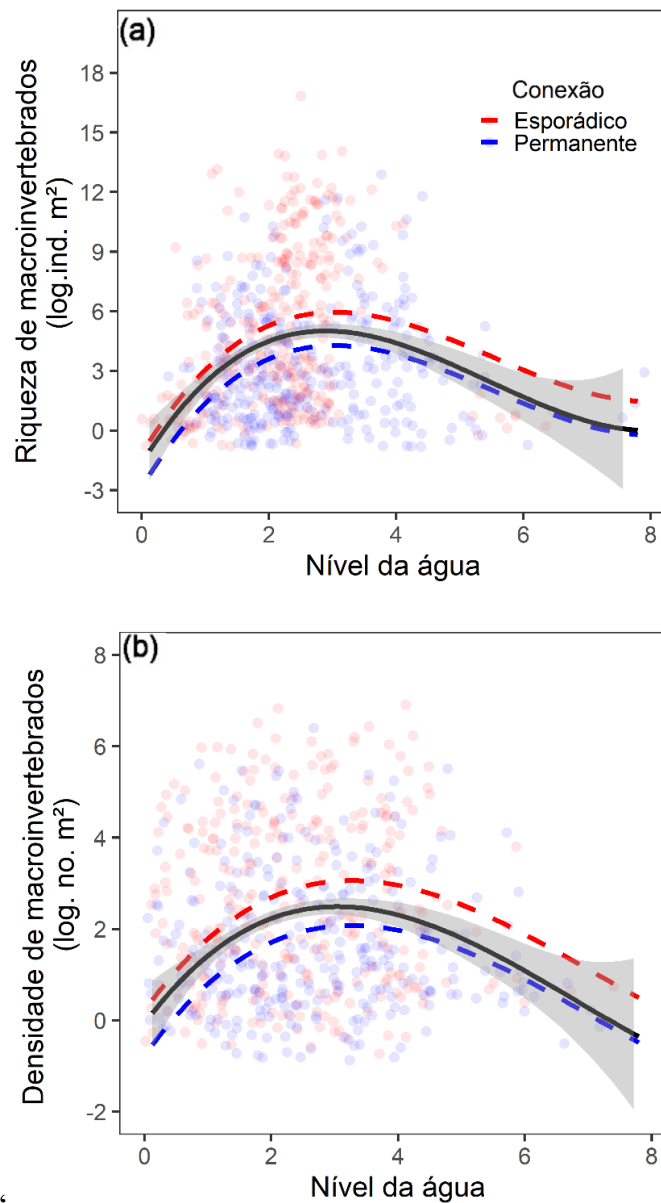 (a)
Riqueza de macroinvertebrados
(log.ind. m²)
18
15
12
9
6
3
0
-3
Conexão
Esporádico
Permanente
0 2 4 6 8
Nível da água
(b)
Densidade de macroinvertebrados
(log. no. m²)
8
6
4
2
0
-2
0 2 4 6 8
Nível da água
‘